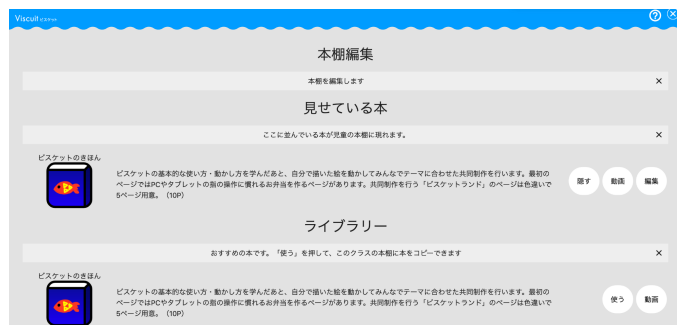 Viscuit ビスケット
?
×
本棚編集
本棚を編集します ×
見せている本
ここに並んでいる本が児童の本棚に現れます。 ×
ビスケットのきほん
ビスケットの基本的な使い方・動かし方を学んだあと、自分で描いた絵を動かしてみんなでテーマに合わせた共同制作を行います。最初の
ページではPCやタブレットの指の操作に慣れるお弁当を作るページがあります。共同制作を行う「ビスケットランド」のページは色違いで
5ページ用意。(10P)
隠す 動画 編集
ライブラリー
おすすめの本です。「使う」を押して、このクラスの本棚に本をコピーできます ×
ビスケットのきほん
ビスケットの基本的な使い方・動かし方を学んだあと、自分で描いた絵を動かしてみんなでテーマに合わせた共同制作を行います。最初の
ページではPCやタブレットの指の操作に慣れるお弁当を作るページがあります。共同制作を行う「ビスケットランド」のページは色違いで
5ページ用意。(10P)
使う 動画